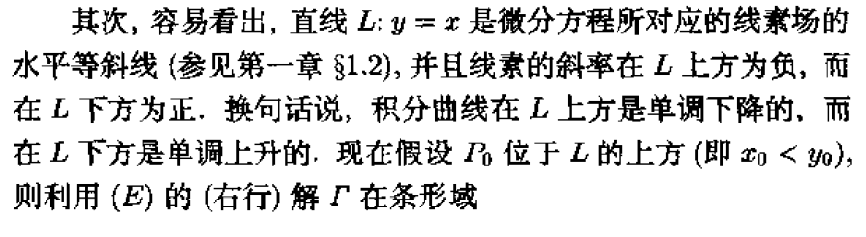 其次, 容易看出, 直线 L: y = x 是微分方程所对应的线素场的
水平等斜线 (参见第一章 §1.2), 并且线素的斜率在 L 上方为负, 而
在 L 下方为正. 换句话说, 积分曲线在 L 上方是单调下降的, 而
在 L 下方是单调上升的. 现在假设 P₀ 位于 L 的上方 (即 x₀ < y₀),
则利用 (E) 的 (右行) 解 Γ 在条形域